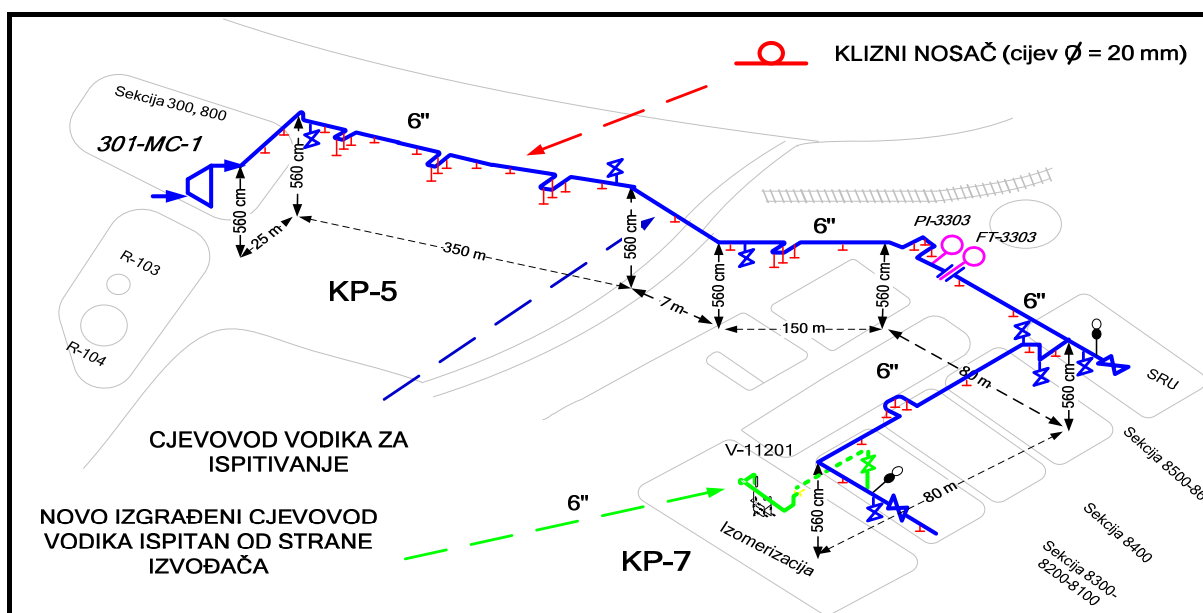 KLIZNI NOSAČ (cijev Ø = 20 mm)
Sekcija 300, 800
301-MC-1
6"
560 cm
560 cm
25 m
350 m
R-103
R-104
KP-5
560 cm
7 m
560 cm
6"
150 m
560 cm
PI-3303
FT-3303
6"
80 m
560 cm
SRU
6"
CJEVOVOD VODIKA ZA
ISPITIVANJE
V-11201
6"
560 cm
80 m
Izomerizacija
KP-7
NOVO IZGRAĐENI CJEVOVOD
VODIKA ISPITAN OD STRANE
IZVOĐAČA
Sekcija 8500-86
Sekcija 8400
Sekcija 8300-
8200-8100